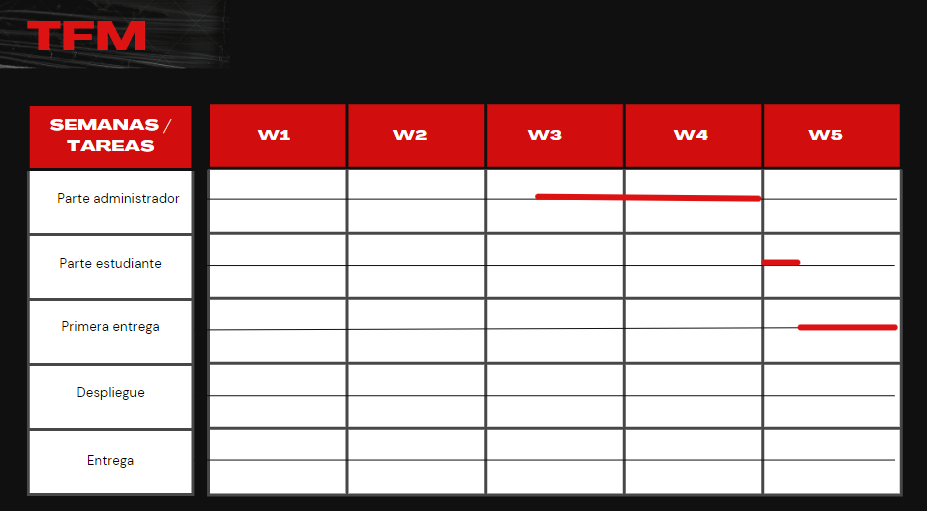 TFM
SEMANAS /
TAREAS
W1
W2
W3
W4
W5
Parte administrador
Parte estudiante
Primera entrega
Despliegue
Entrega